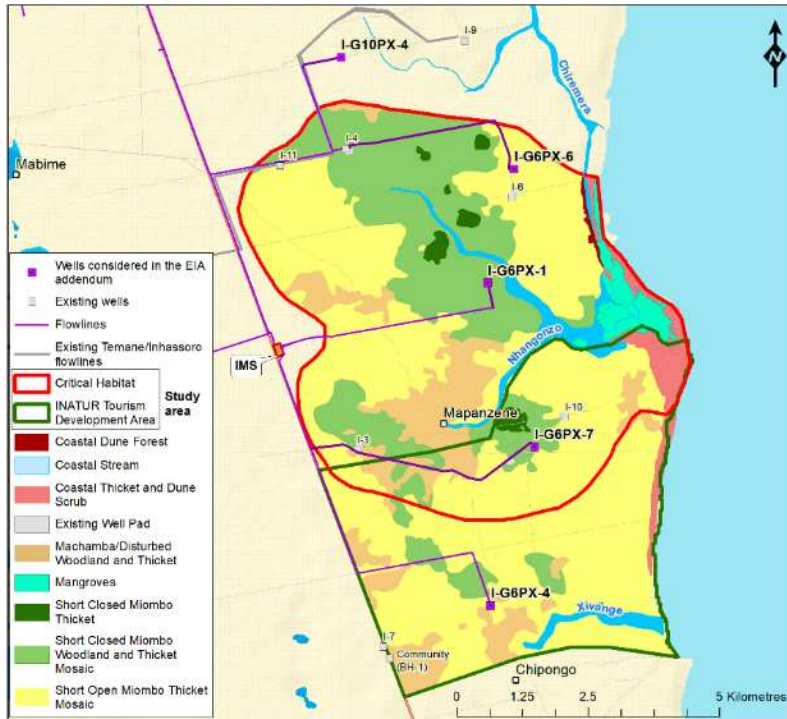 I-9
I-G10PX-4
Chiremera
N
I-4
I-11
I-G6PX-6
Mabime
I-6
I-G6PX-1
Nhangonzo
IMS
Mapanzene
I-10
I-3
I-G6PX-7
I-G6PX-4
Xivange
I-7
Community
(BH-1)
Chipongo
0 1.25 2.5 5 Kilometres
Wells considered in the EIA
addendum
Existing wells
Flowlines
Existing Temane/Inhassoro
flowlines
Critical Habitat
Study
area
INATUR Tourism
Development Area
Coastal Dune Forest
Coastal Stream
Coastal Thicket and Dune
Scrub
Existing Well Pad
Machamba/Disturbed
Woodland and Thicket
Mangroves
Short Closed Miombo
Thicket
Short Closed Miombo
Woodland and Thicket
Mosaic
Short Open Miombo Thicket
Mosaic